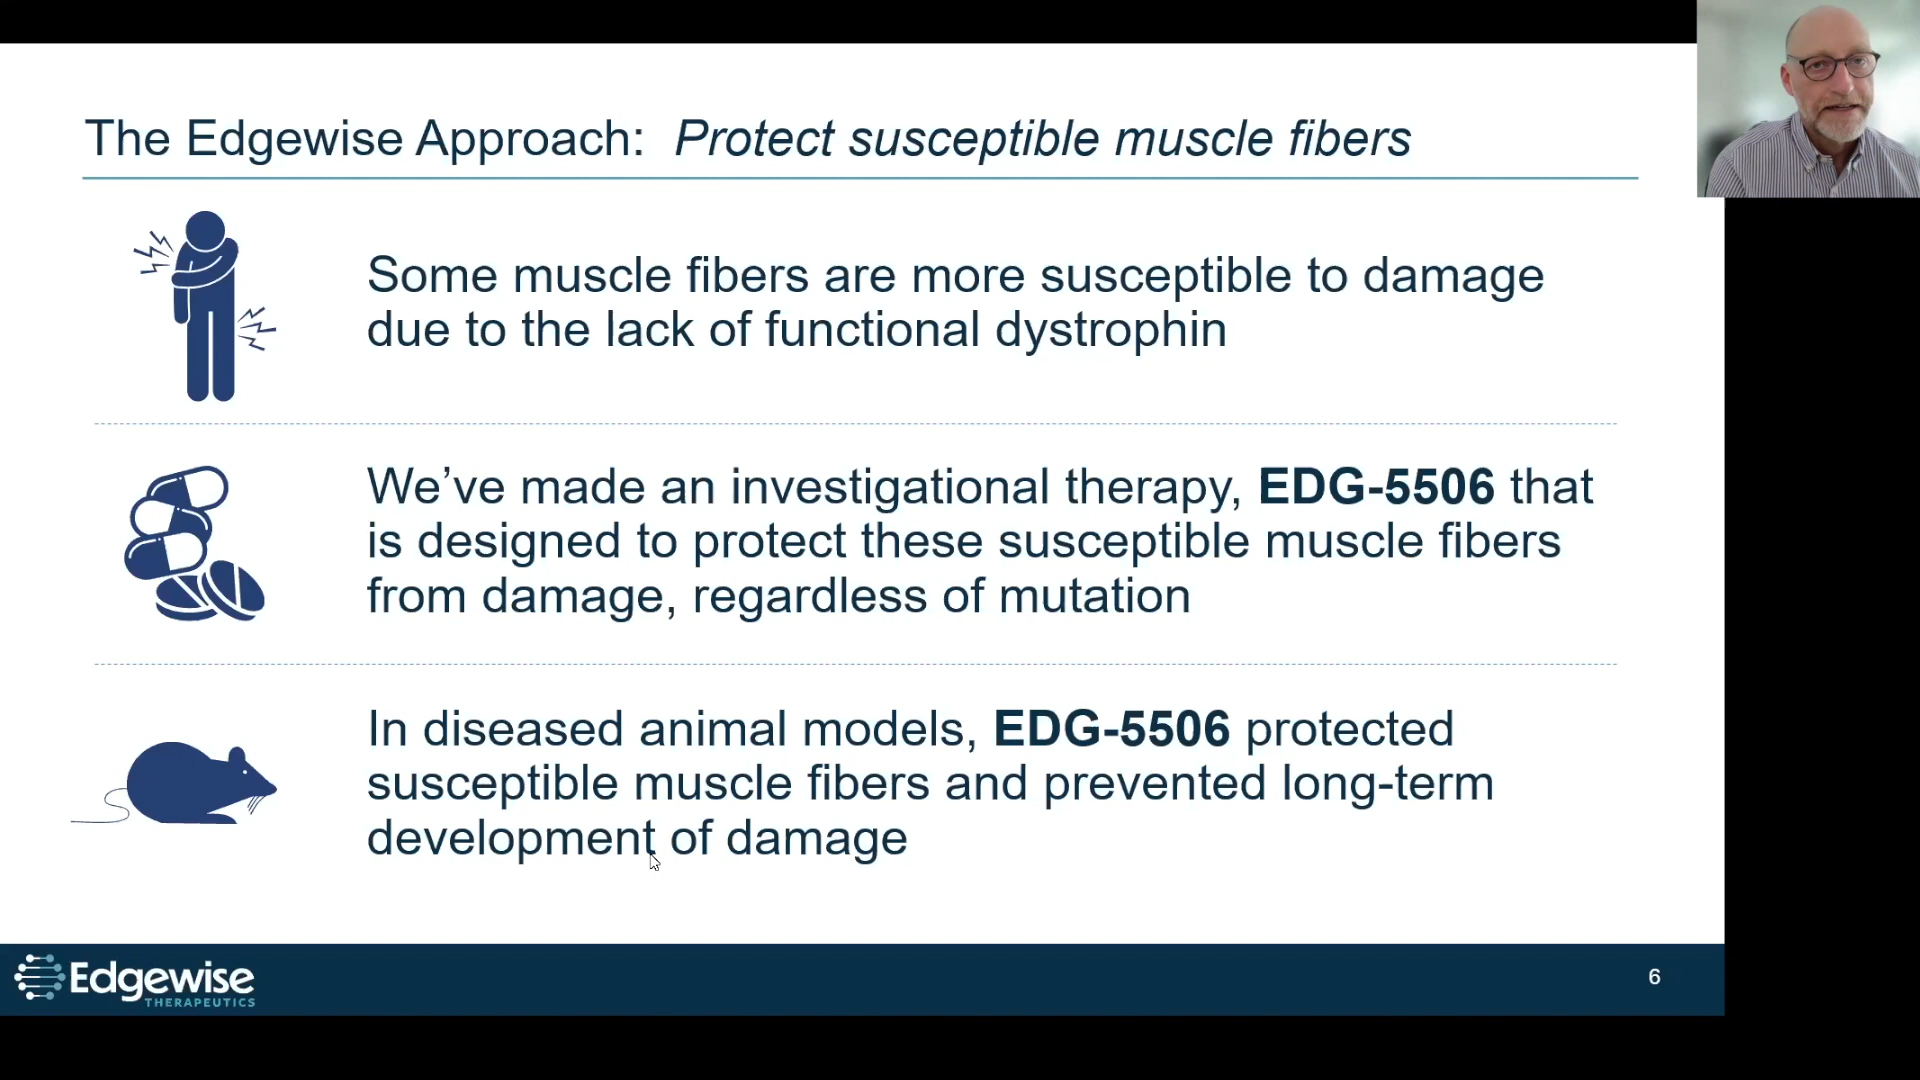 The Edgewise Approach: Protect susceptible muscle fibers
Some muscle fibers are more susceptible to damage
due to the lack of functional dystrophin
We’ve made an investigational therapy, EDG-5506 that
is designed to protect these susceptible muscle fibers
from damage, regardless of mutation
In diseased animal models, EDG-5506 protected
susceptible muscle fibers and prevented long-term
development of damage
Edgewise
THERAPEUTICS
6